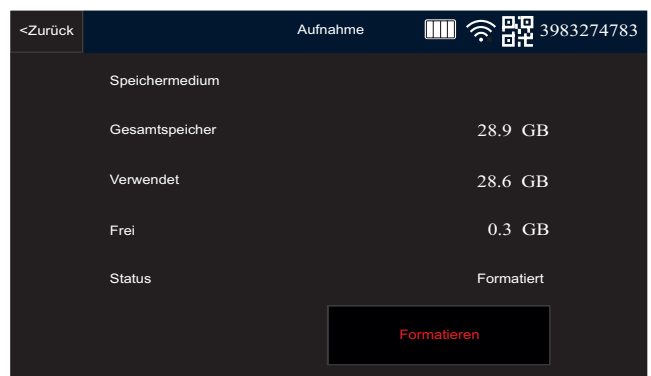 <Zurück Aufnahme 3983274783
Speichermedium
Gesamtspeicher 28.9 GB
Verwendet 28.6 GB
Frei 0.3 GB
Status Formatiert
Formatieren